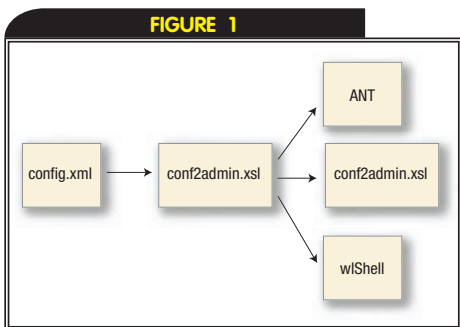 FIGURE 1
ANT
config.xml
conf2admin.xsl
conf2admin.xsl
wlShell